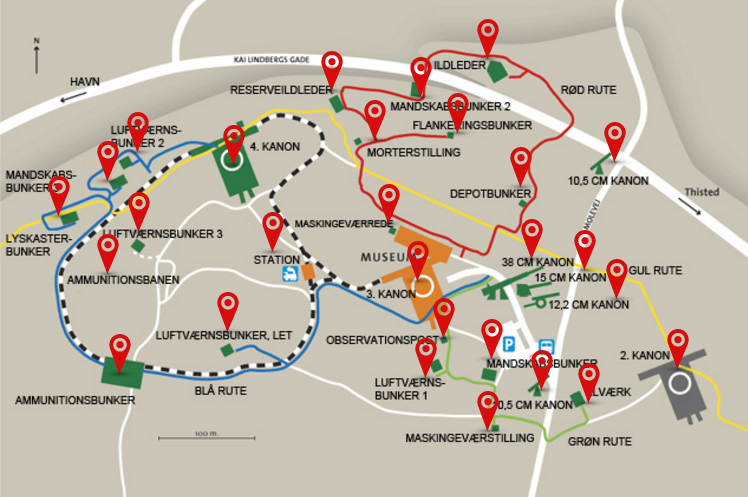 N
KAI LINDBERGS GADE
HAVN
ILDLEDER
RESERVEILDLEDER
RØD RUTE
MANDSKABSBUNKER 2
FLANKERINGSBUNKER
LUFTVÆRNS-
BUNKER 2
4. KANON
MORTERSTILLING
10,5 CM KANON
MANDSKABS-
BUNKER
DEPOTBUNKER
Thisted
MOLEVEJ
LYSKASTER-
BUNKER
LUFTVÆRNSBUNKER 3
MASKINGEVÆRREDE
STATION
MUSEUM
38 CM KANON
15 CM KANON
GUL RUTE
AMMUNITIONSBANEN
3. KANON
12,2 CM KANON
LUFTVÆRNSBUNKER, LET
OBSERVATIONSPOST
P
2. KANON
MANDSKABSBUNKER
LUFTVÆRNS-
BUNKER 1
BLÅ RUTE
AMMUNITIONSBUNKER
10,5 CM KANON
100 m.
MASKINGEVÆRSTILLING
GRØN RUTE